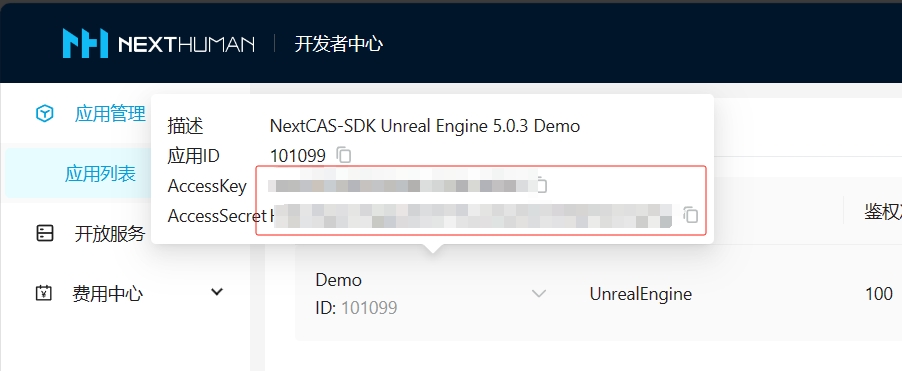 NEXTHUMAN 开发者中心
应用管理
描述 NextCAS-SDK Unreal Engine 5.0.3 Demo
应用ID 101099
应用列表
AccessKey
AccessSecret
开放服务
鉴权
费用中心
Demo
ID: 101099
UnrealEngine
100